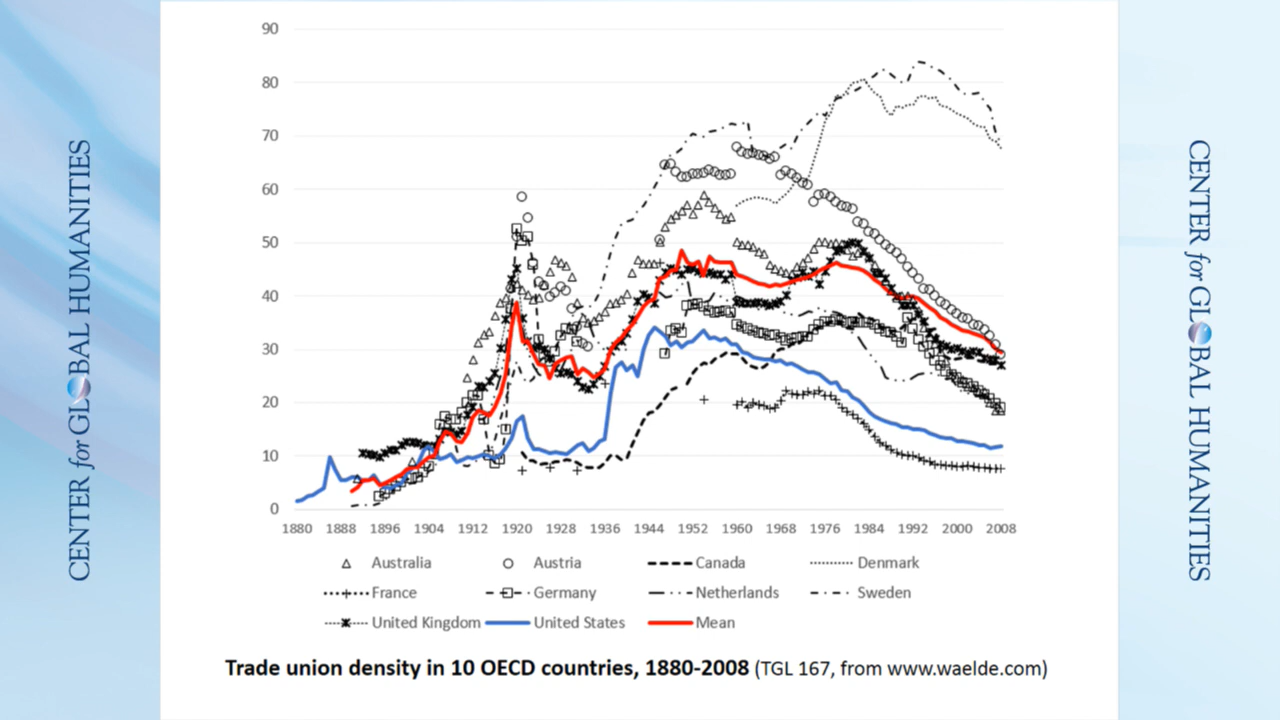 CENTER for GLOBAL HUMANITIES
90
80
70
60
50
40
30
20
10
0
1880 1888 1896 1904 1912 1920 1928 1936 1944 1952 1960 1968 1976 1984 1992 2000 2008
Australia Austria Canada Denmark
France Germany Netherlands Sweden
United Kingdom United States Mean
Trade union density in 10 OECD countries, 1880-2008 (TGL 167, from www.waelde.com)
CENTER for GLOBAL HUMANITIES